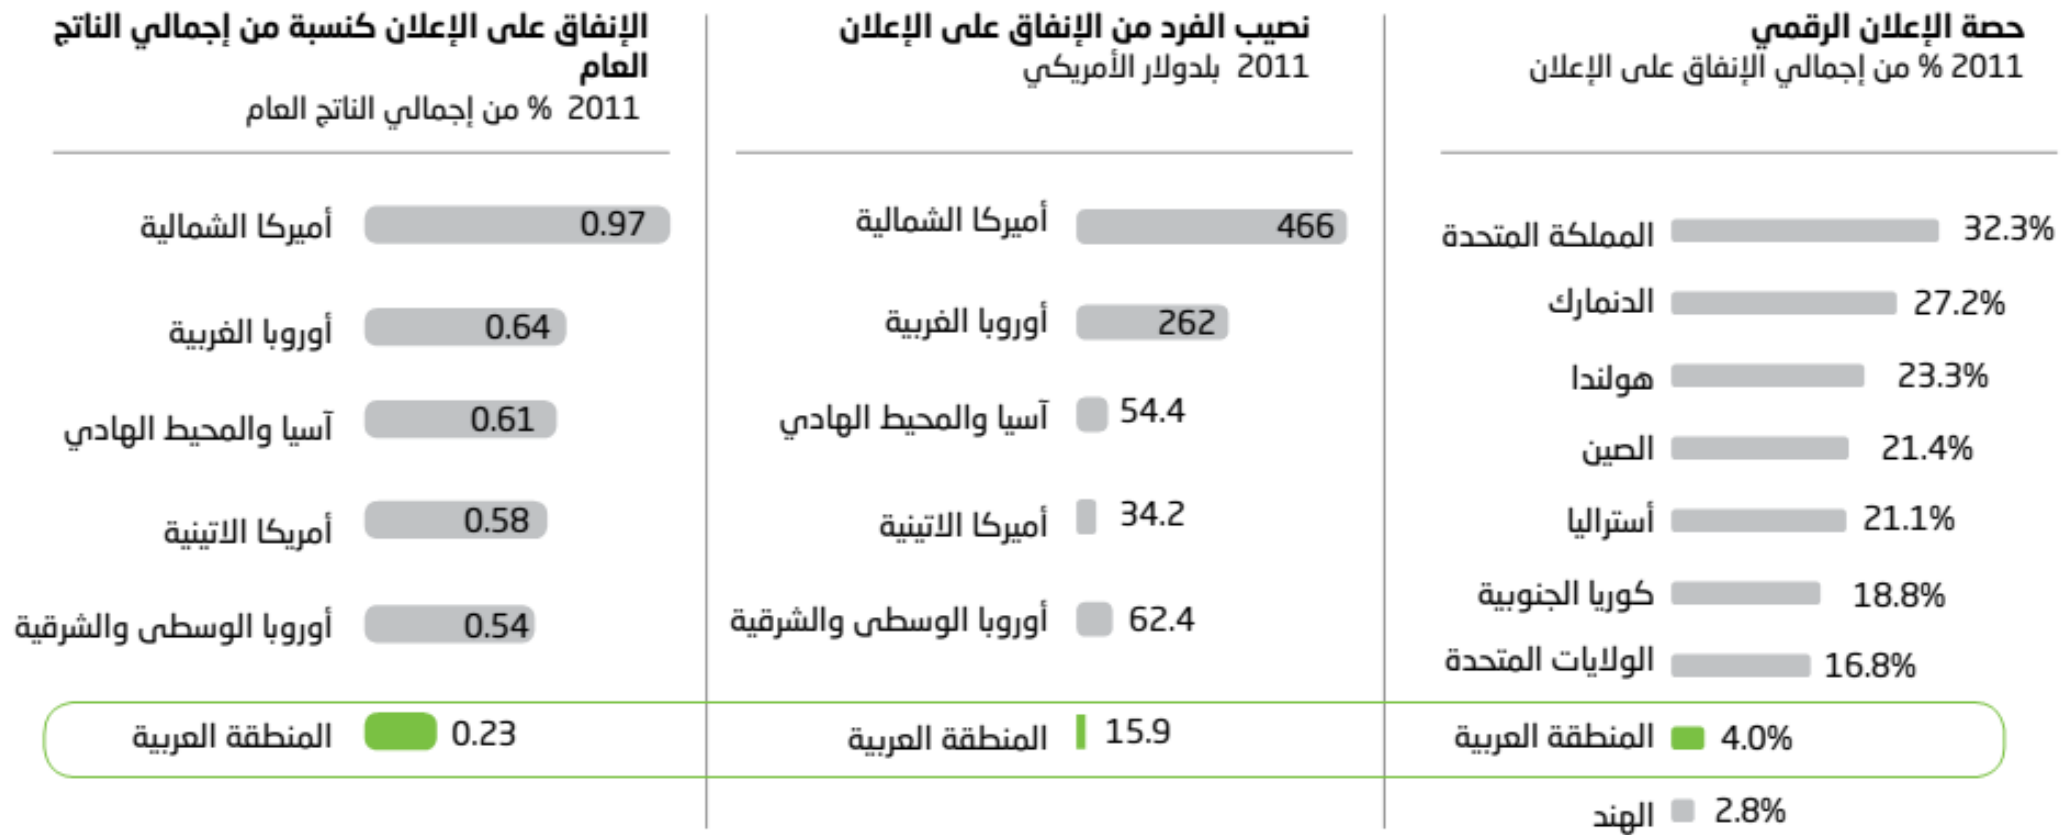 حصة الإعلان الرقمي
2011 % من إجمالي الإنفاق على الإعلان
المملكة المتحدة 32.3%
الدنمارك 27.2%
هولندا 23.3%
الصين 21.4%
أستراليا 21.1%
كوريا الجنوبية 18.8%
الولايات المتحدة 16.8%
المنطقة العربية 4.0%
الهند 2.8%
نصيب الفرد من الإنفاق على الإعلان
2011 بلدولار الأمريكي
أميركا الشمالية 466
أوروبا الغربية 262
آسيا والمحيط الهادي 54.4
أميركا الاتينية 34.2
أوروبا الوسطى والشرقية 62.4
المنطقة العربية 15.9
الإنفاق على الإعلان كنسبة من إجمالي الناتج
العام
2011 % من إجمالي الناتج العام
أميركا الشمالية 0.97
أوروبا الغربية 0.64
آسيا والمحيط الهادي 0.61
أمريكا الاتينية 0.58
أوروبا الوسطى والشرقية 0.54
المنطقة العربية 0.23